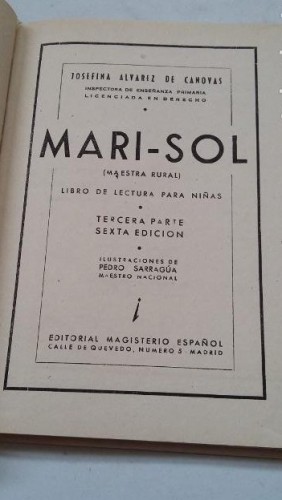 JOSEFINA ALVAREZ DE CANOVAS
INSPECTORA DE ENSEÑANZA PRIMARIA
LICENCIADA EN DERECHO
MARI-SOL
(MAESTRA RURAL)
LIBRO DE LECTURA PARA NIÑAS
TERCERA PARTE
SEXTA EDICION
ILUSTRACIONES DE
PEDRO SARRAGÚA
MAESTRO NACIONAL
EDITORIAL MAGISTERIO ESPAÑOL
CALLE DE QUEVEDO, NUMERO 5 MADRID